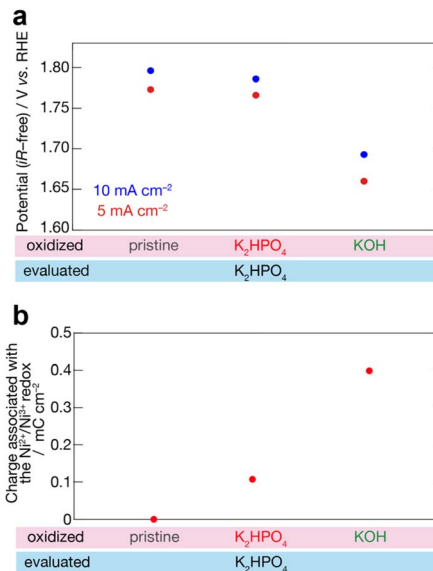 a
Potential (iR–free) / V vs. RHE
1.80
1.75
1.70
1.65
1.60
10 mA cm⁻²
5 mA cm⁻²
oxidized pristine K₂HPO₄ KOH
evaluated K₂HPO₄
b
Charge associated with
the Ni²⁺/Ni³⁺ redox
/ mC cm⁻²
0.5
0.4
0.3
0.2
0.1
0
oxidized pristine K₂HPO₄ KOH
evaluated K₂HPO₄